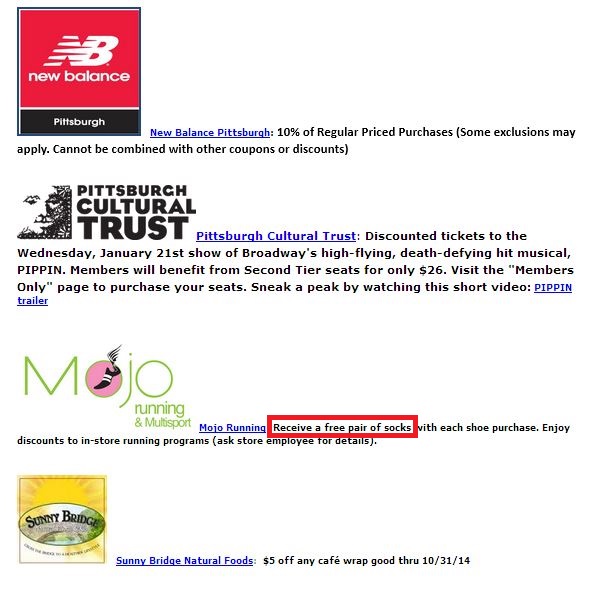 NB
new balance
Pittsburgh
New Balance Pittsburgh: 10% of Regular Priced Purchases (Some exclusions may
apply. Cannot be combined with other coupons or discounts)
PITTSBURGH
CULTURAL
TRUST
Pittsburgh Cultural Trust: Discounted tickets to the
Wednesday, January 21st show of Broadway's high-flying, death-defying hit musical,
PIPPIN. Members will benefit from Second Tier seats for only $26. Visit the "Members
Only" page to purchase your seats. Sneak a peak by watching this short video: PIPPIN
trailer
Mojo
running
& Multisport
Mojo Running Receive a free pair of socks with each shoe purchase. Enjoy
discounts to in-store running programs (ask store employee for details).
SUNNY BRIDGE
Sunny Bridge Natural Foods: $5 off any café wrap good thru 10/31/14